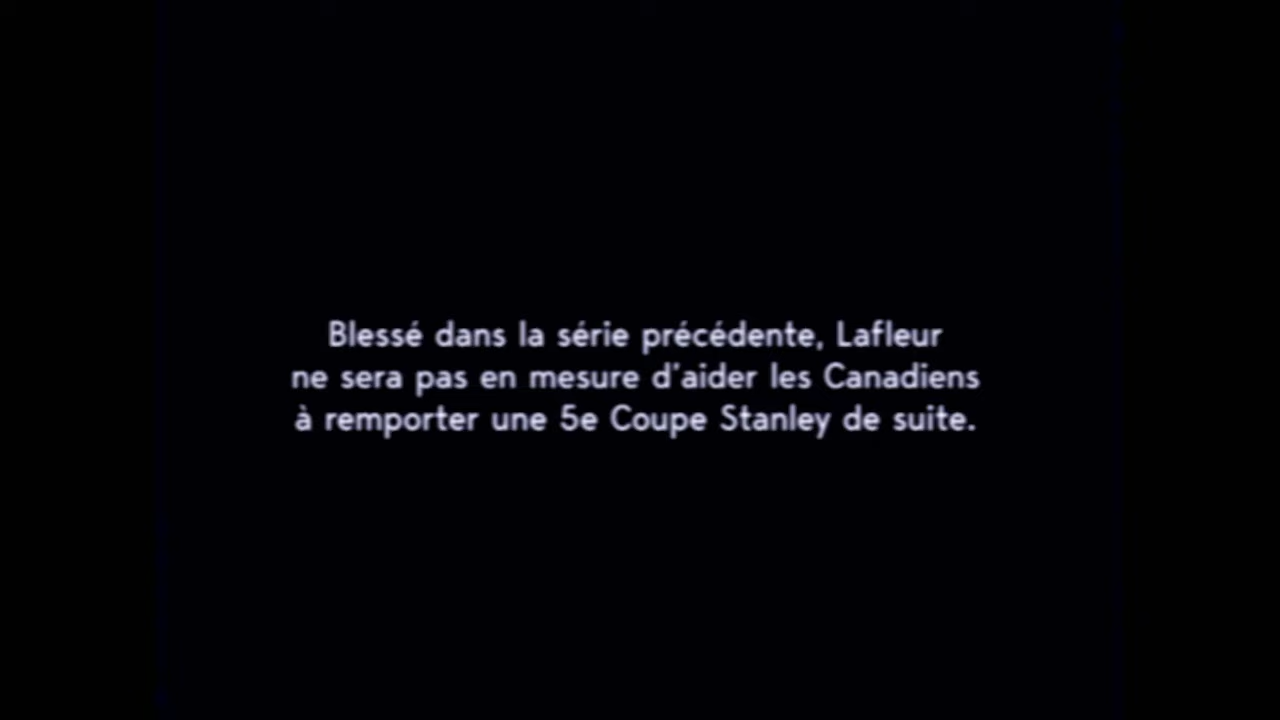 Blessé dans la série précédente, Lafleur
ne sera pas en mesure d'aider les Canadiens
à remporter une 5e Coupe Stanley de suite.